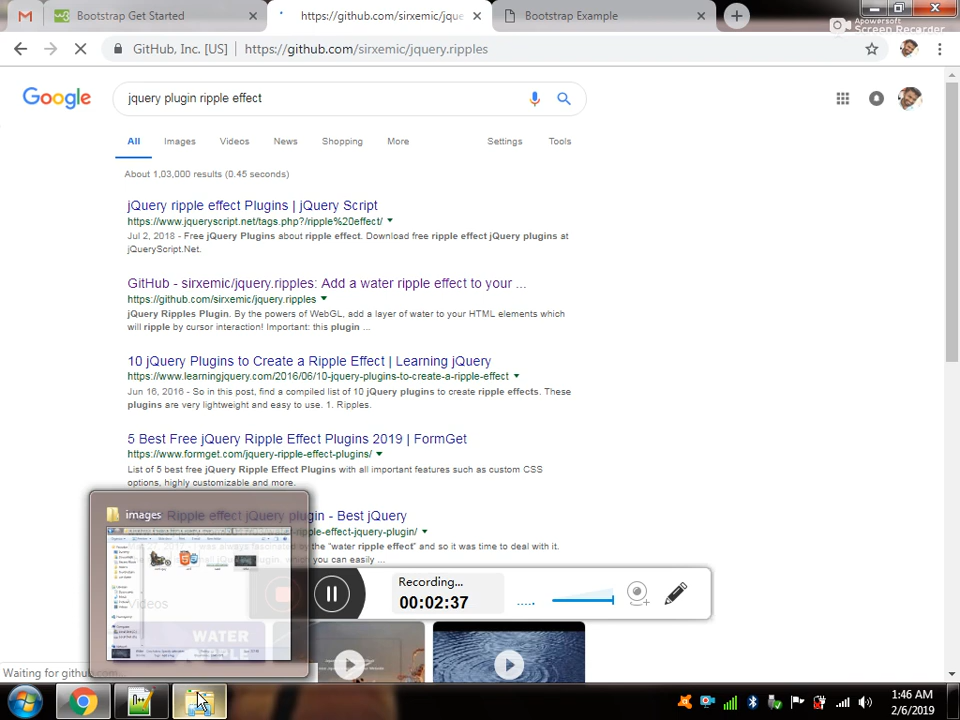 Bootstrap Get Started
https://github.com/sirxemic/jque
Bootstrap Example
Apowersoft
Screen Recorder
GitHub, Inc. [US]
https://github.com/sirxemic/jquery.ripples
Google
jquery plugin ripple effect
All
Images
Videos
News
Shopping
More
Settings
Tools
About 1,03,000 results (0.45 seconds)
jQuery ripple effect Plugins | jQuery Script
https://www.jqueryscript.net/tags.php?/ripple%20effect/
Jul 2, 2018 - Free jQuery Plugins about ripple effect. Download free ripple effect jQuery plugins at
jQueryScript.Net.
GitHub - sirxemic/jquery.ripples: Add a water ripple effect to your ...
https://github.com/sirxemic/jquery.ripples
jQuery Ripples Plugin. By the powers of WebGL, add a layer of water to your HTML elements which
will ripple by cursor interaction! Important: this plugin ...
10 jQuery Plugins to Create a Ripple Effect | Learning jQuery
https://www.learningjquery.com/2016/06/10-jquery-plugins-to-create-a-ripple-effect
Jun 16, 2016 - So in this post, find a compiled list of 10 jQuery plugins to create ripple effects. These
plugins are very lightweight and easy to use. 1. Ripples.
5 Best Free jQuery Ripple Effect Plugins 2019 | FormGet
https://www.formget.com/jquery-ripple-effect-plugins/
List of 5 best free jQuery Ripple Effect Plugins with all important features such as custom CSS
options, highly customizable and more.
images
Ripple effect jQuery plugin - Best jQuery
-ripple-effect-jquery-plugin/
was always fascinated by the "water ripple effect" and so it was time to deal with it.
plugin, which you can easily ...
Recording...
00:02:37
Videos
WATER
RIPPLE
Waiting for github.com
1:46 AM
2/6/2019